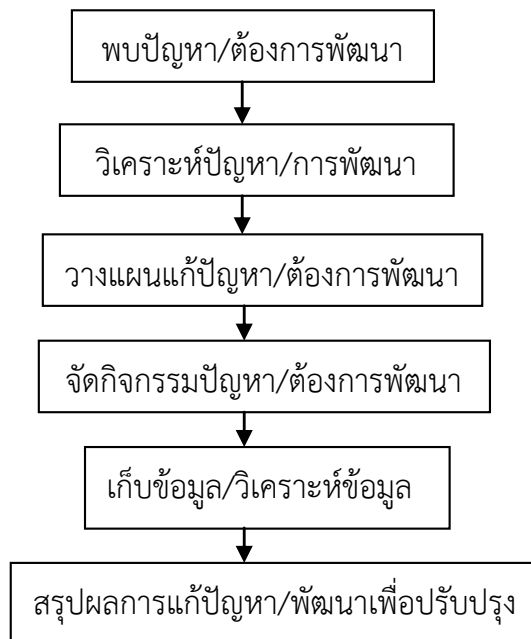 พบปัญหา/ต้องการพัฒนา
วิเคราะห์ปัญหา/การพัฒนา
วางแผนแก้ปัญหา/ต้องการพัฒนา
จัดกิจกรรมปัญหา/ต้องการพัฒนา
เก็บข้อมูล/วิเคราะห์ข้อมูล
สรุปผลการแก้ปัญหา/พัฒนาเพื่อปรับปรุง